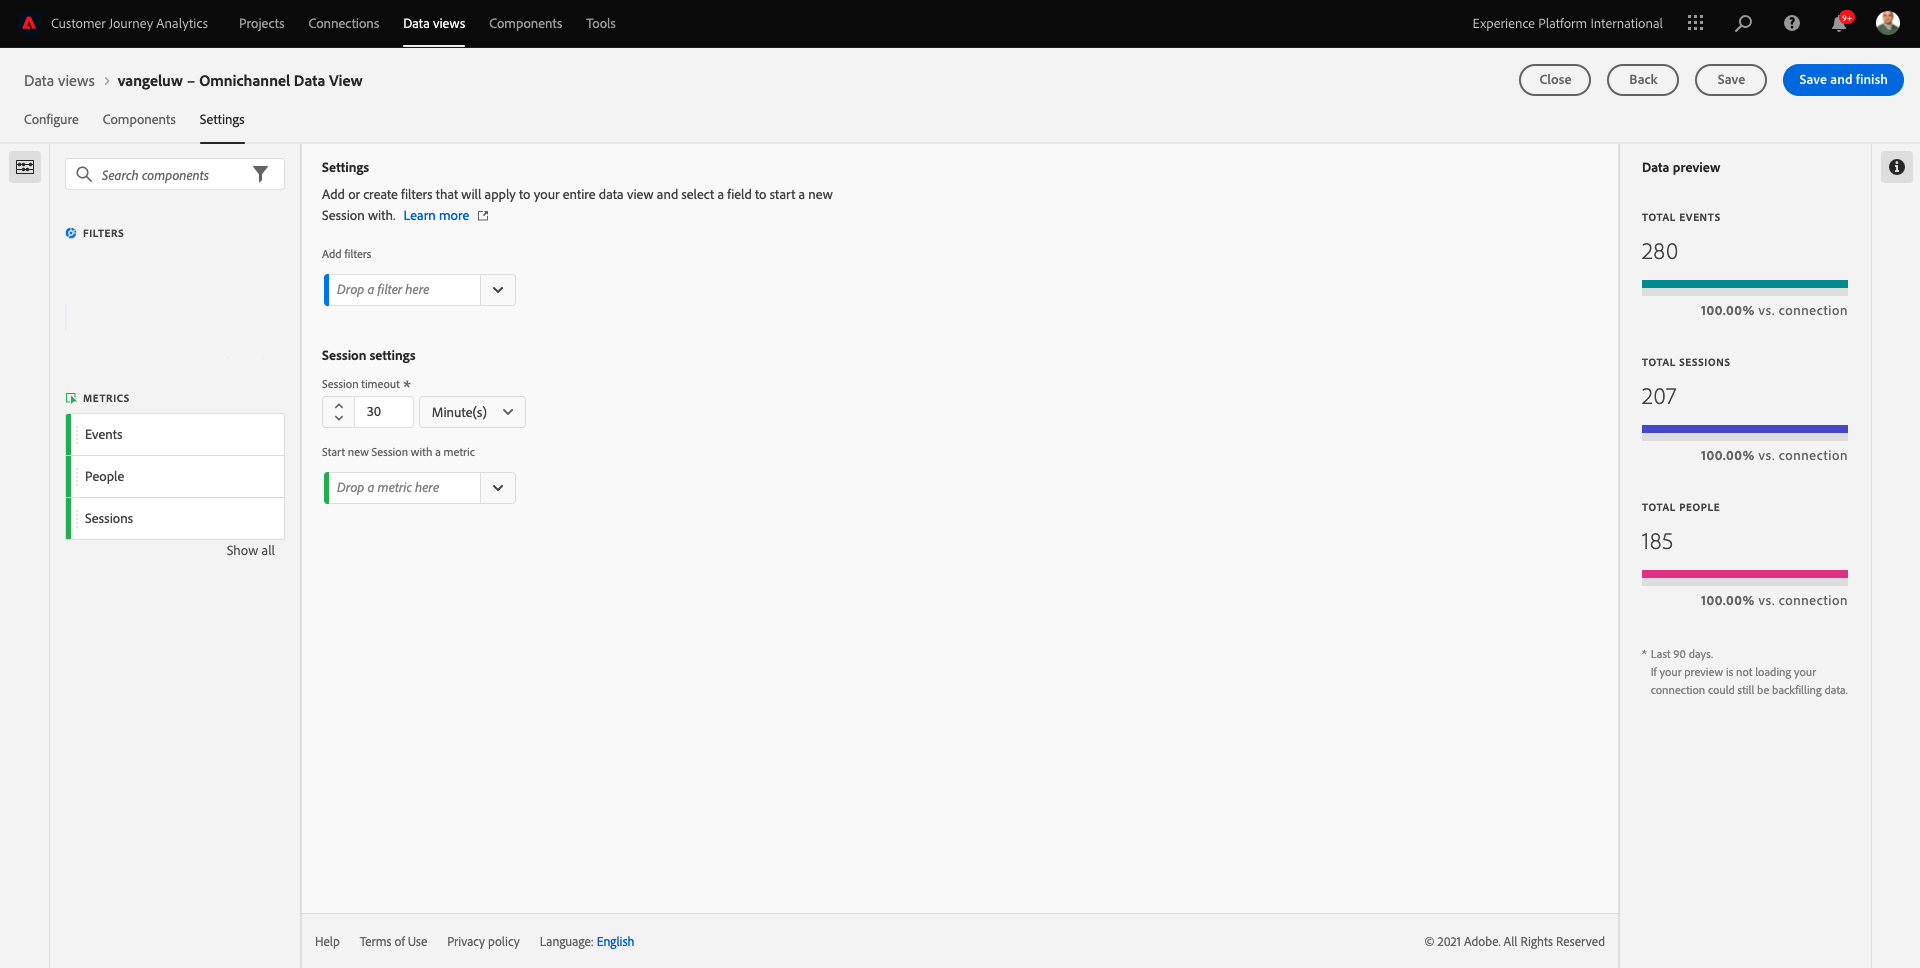 Customer Journey Analytics Projects Connections Data views Components Tools Experience Platform International 9+
Data views > vangeluw – Omnichannel Data View Close Back Save Save and finish
Configure Components Settings
Search components
FILTERS
METRICS
Events
People
Sessions
Show all
Settings
Add or create filters that will apply to your entire data view and select a field to start a new
Session with. Learn more
Add filters
Drop a filter here
Session settings
Session timeout *
30 Minute(s)
Start new Session with a metric
Drop a metric here
Data preview
TOTAL EVENTS
280
100.00% vs. connection
TOTAL SESSIONS
207
100.00% vs. connection
TOTAL PEOPLE
185
100.00% vs. connection
* Last 90 days.
If your preview is not loading your
connection could still be backfilling data.
Help Terms of Use Privacy policy Language: English © 2021 Adobe. All Rights Reserved